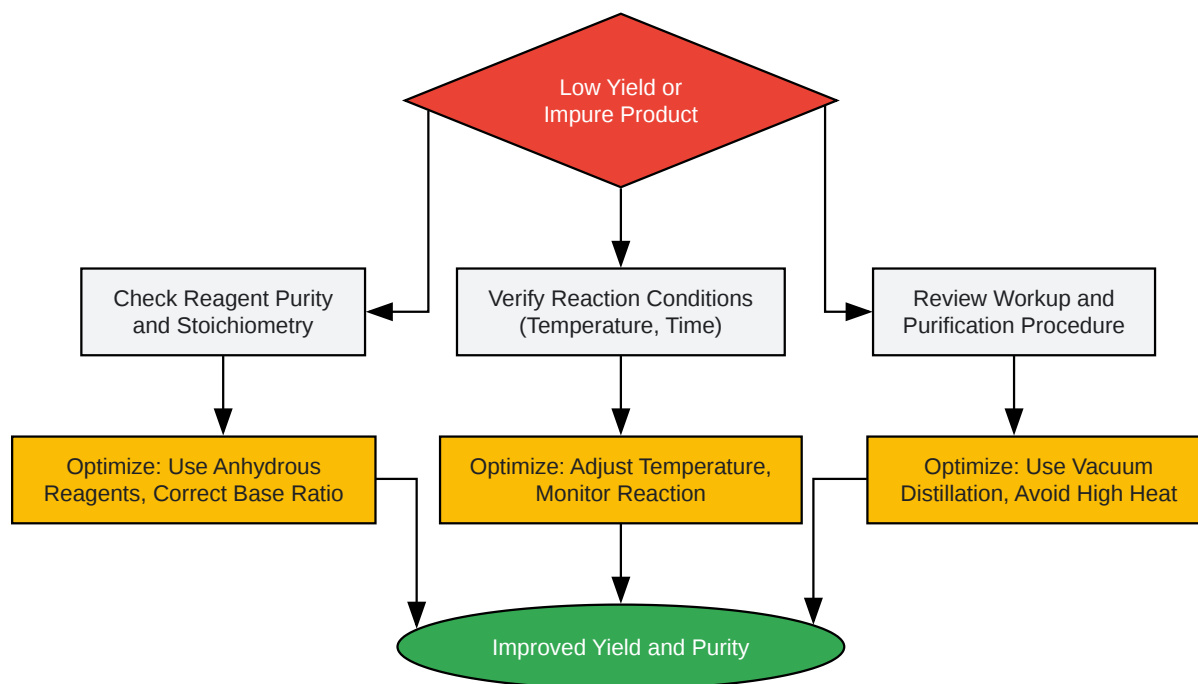 Low Yield or
Impure Product
Check Reagent Purity
and Stoichiometry
Verify Reaction Conditions
(Temperature, Time)
Review Workup and
Purification Procedure
Optimize: Use Anhydrous
Reagents, Correct Base Ratio
Optimize: Adjust Temperature,
Monitor Reaction
Optimize: Use Vacuum
Distillation, Avoid High Heat
Improved Yield and Purity